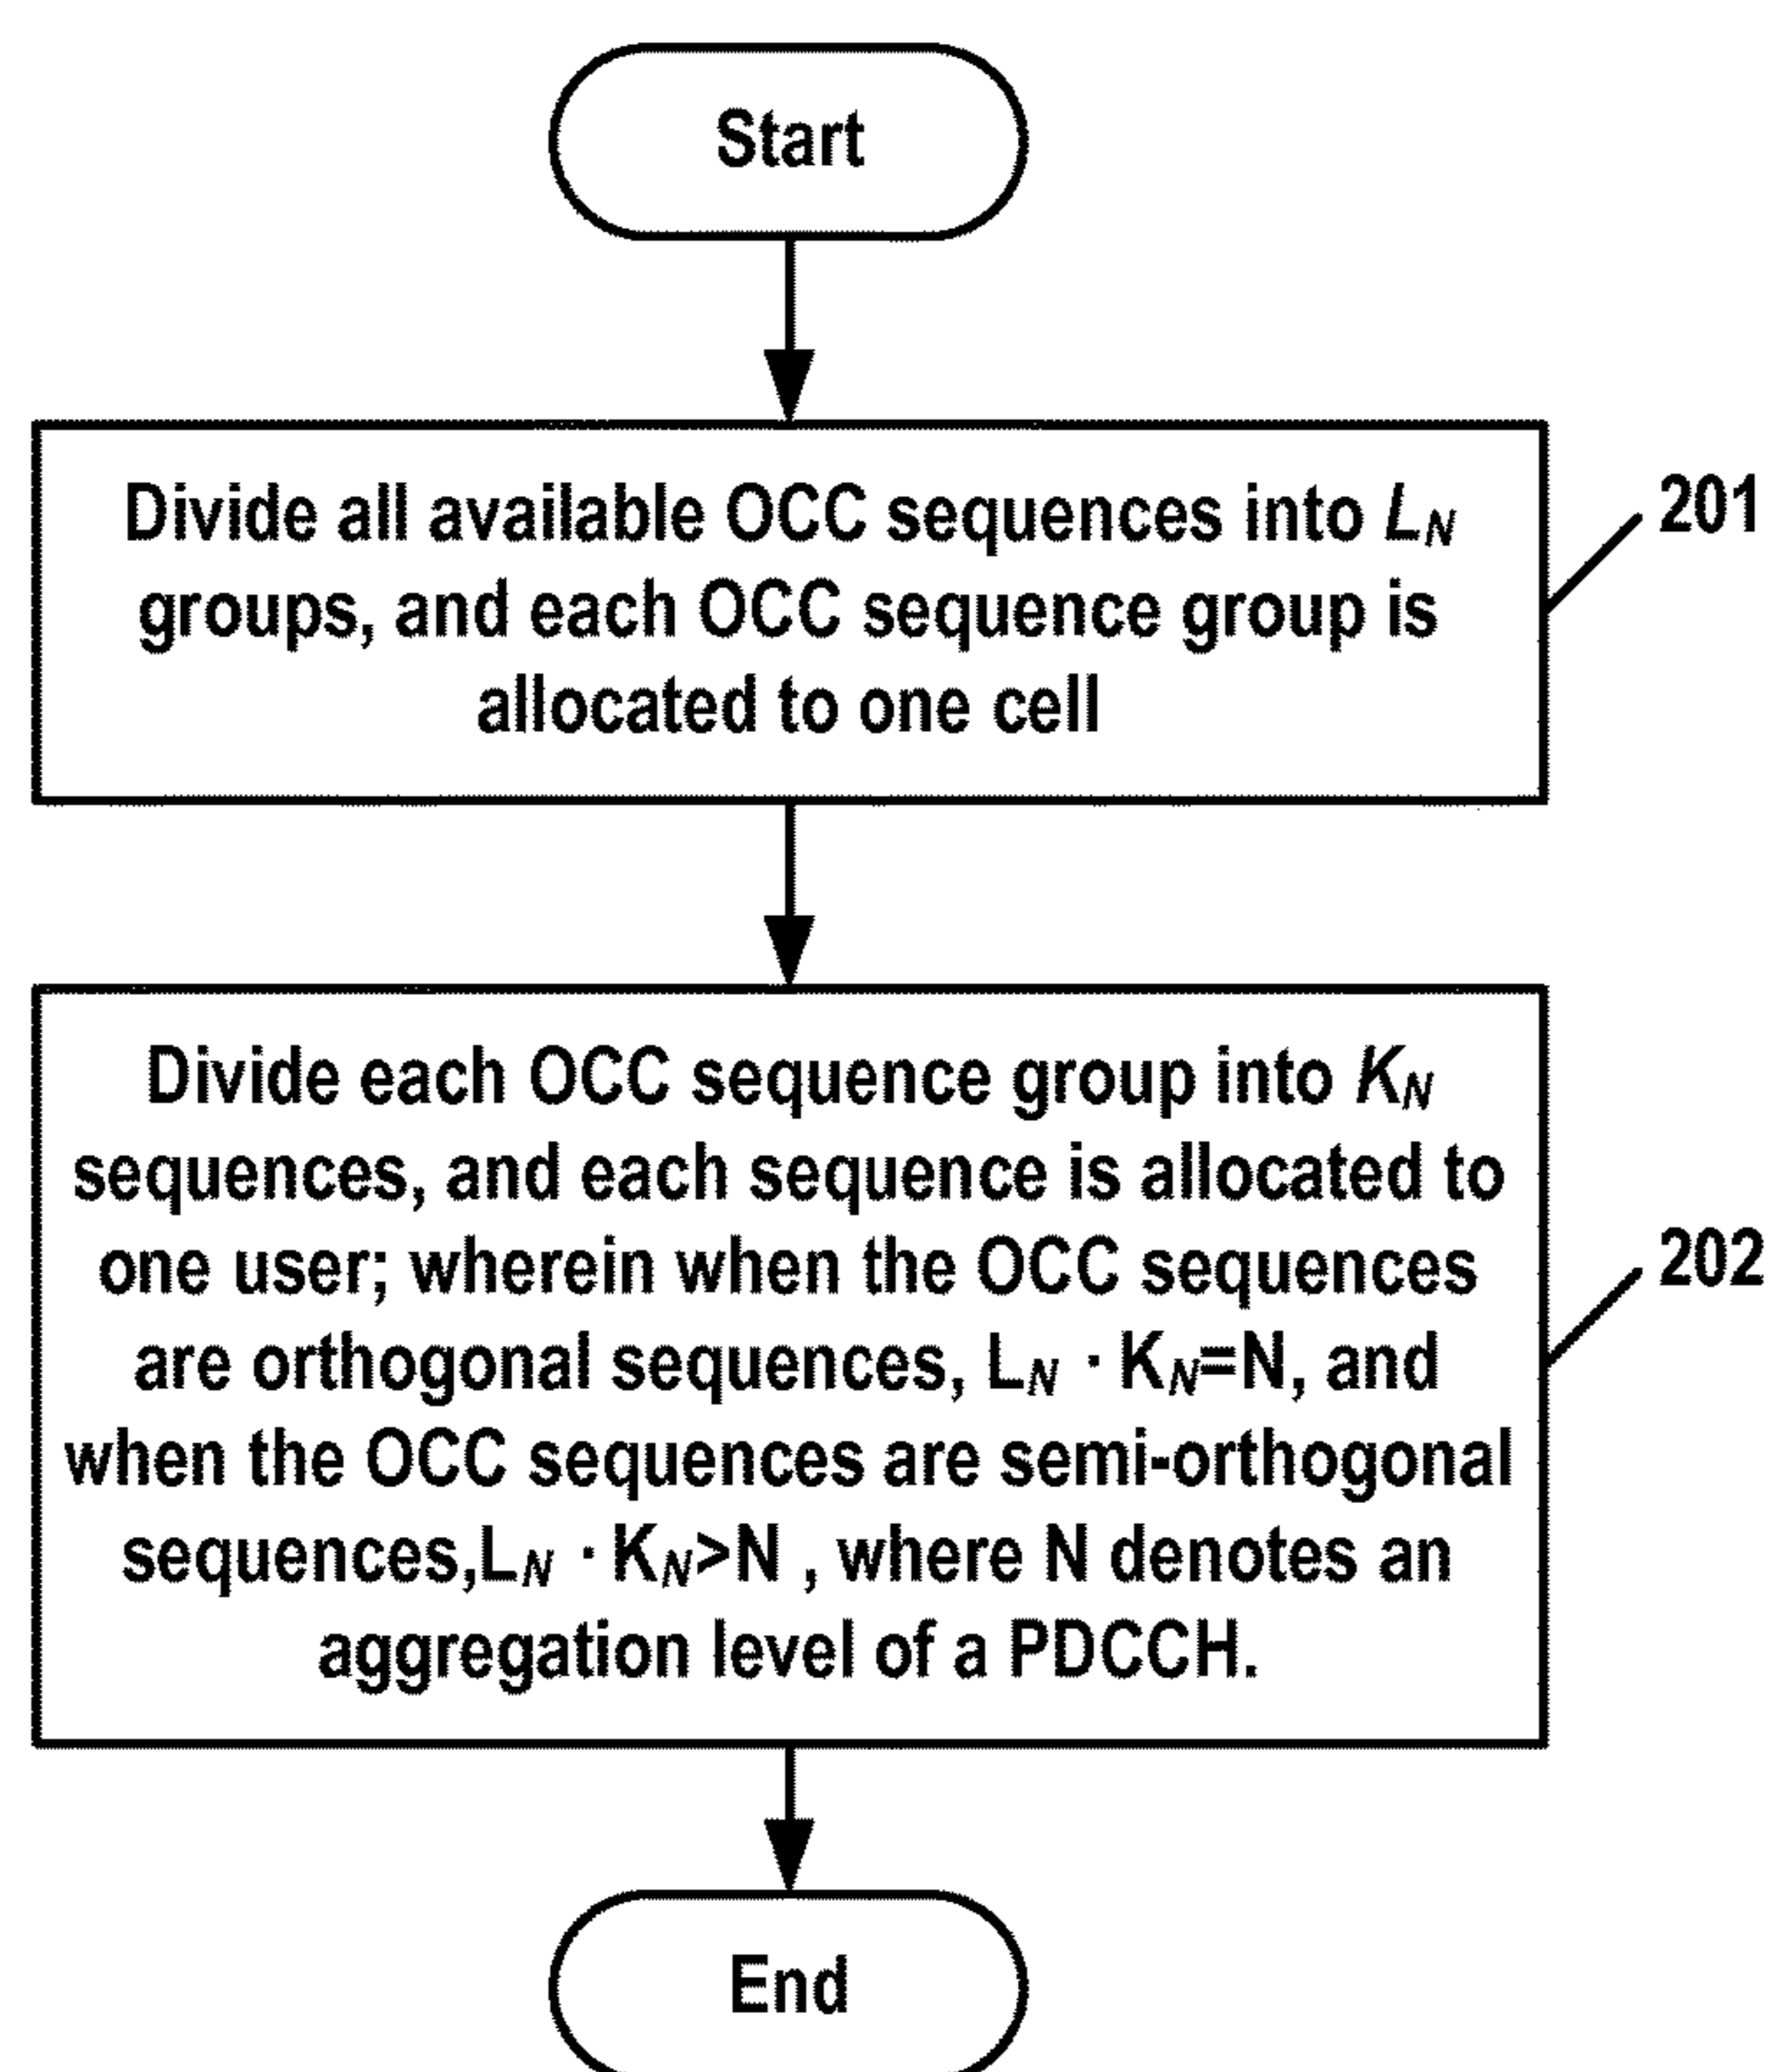 Start
Divide all available OCC sequences into L_N
groups, and each OCC sequence group is
allocated to one cell
201
Divide each OCC sequence group into K_N
sequences, and each sequence is allocated to
one user; wherein when the OCC sequences
are orthogonal sequences, L_N · K_N=N, and
when the OCC sequences are semi-orthogonal
sequences,L_N · K_N>N , where N denotes an
aggregation level of a PDCCH.
202
End